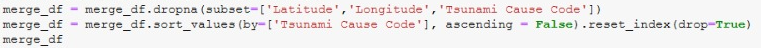 merge_df = merge_df.dropna(subset=['Latitude','Longitude','Tsunami Cause Code'])
merge_df = merge_df.sort_values(by=['Tsunami Cause Code'], ascending = False).reset_index(drop=True)
merge_df